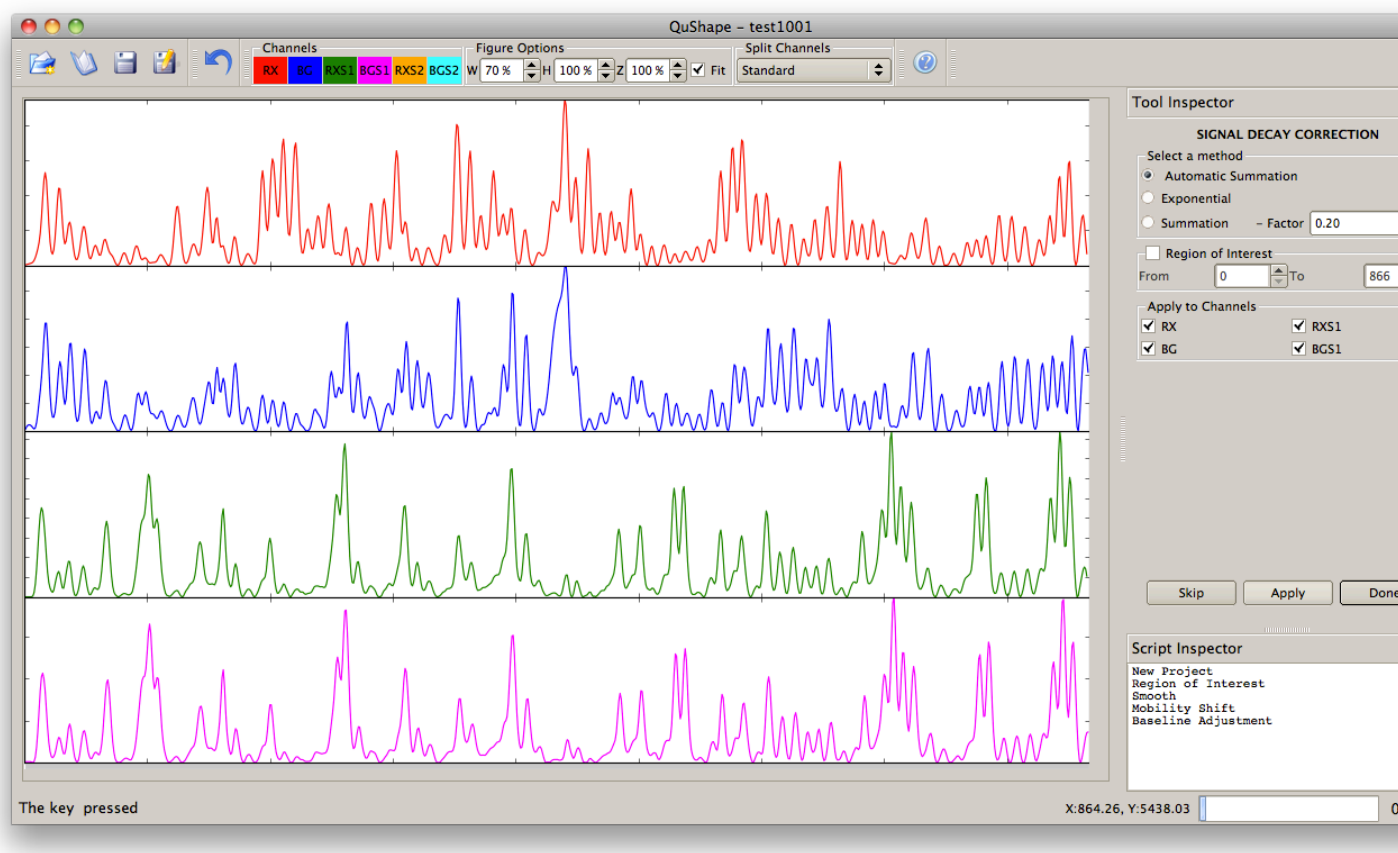 QuShape - test1001
Channels
RX BG RXS1 BGS1 RXS2 BGS2
Figure Options
W 70 % H 100 % Z 100 % Fit
Split Channels
Standard
Tool Inspector
SIGNAL DECAY CORRECTION
Select a method
Automatic Summation
Exponential
Summation - Factor 0.20
Region of Interest
From 0 To 866
Apply to Channels
RX RXS1
BG BGS1
Skip Apply Done
Script Inspector
New Project
Region of Interest
Smooth
Mobility Shift
Baseline Adjustment
The key pressed
X:864.26, Y:5438.03
0